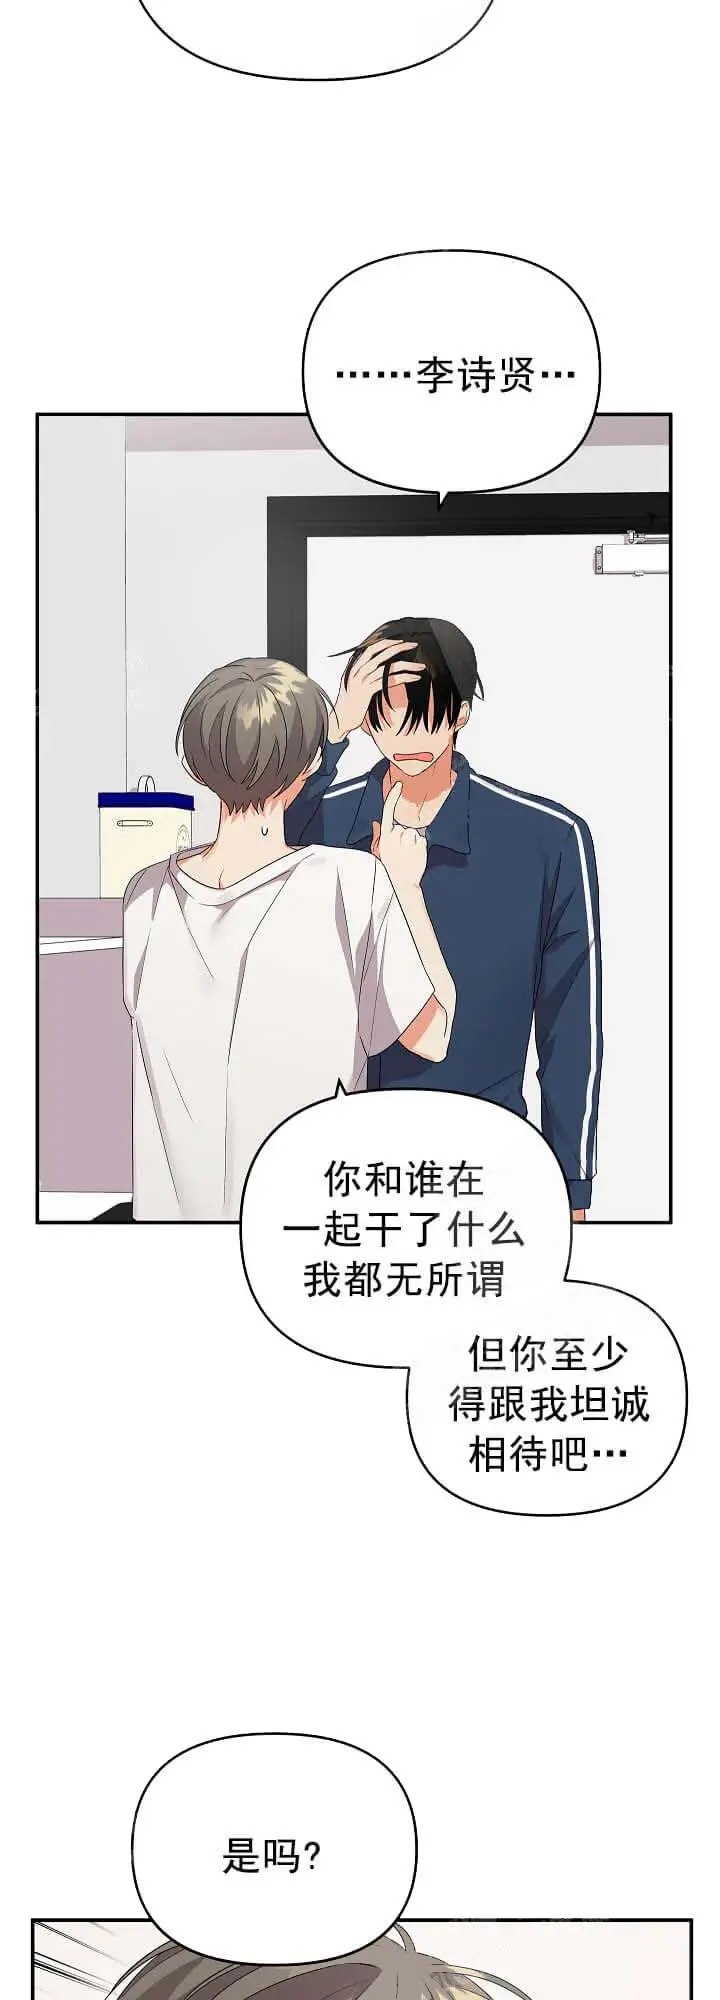 ……李诗贤…
你和谁在
一起干了什么
我都无所谓
但你至少
得跟我坦诚
相待吧…
是吗?